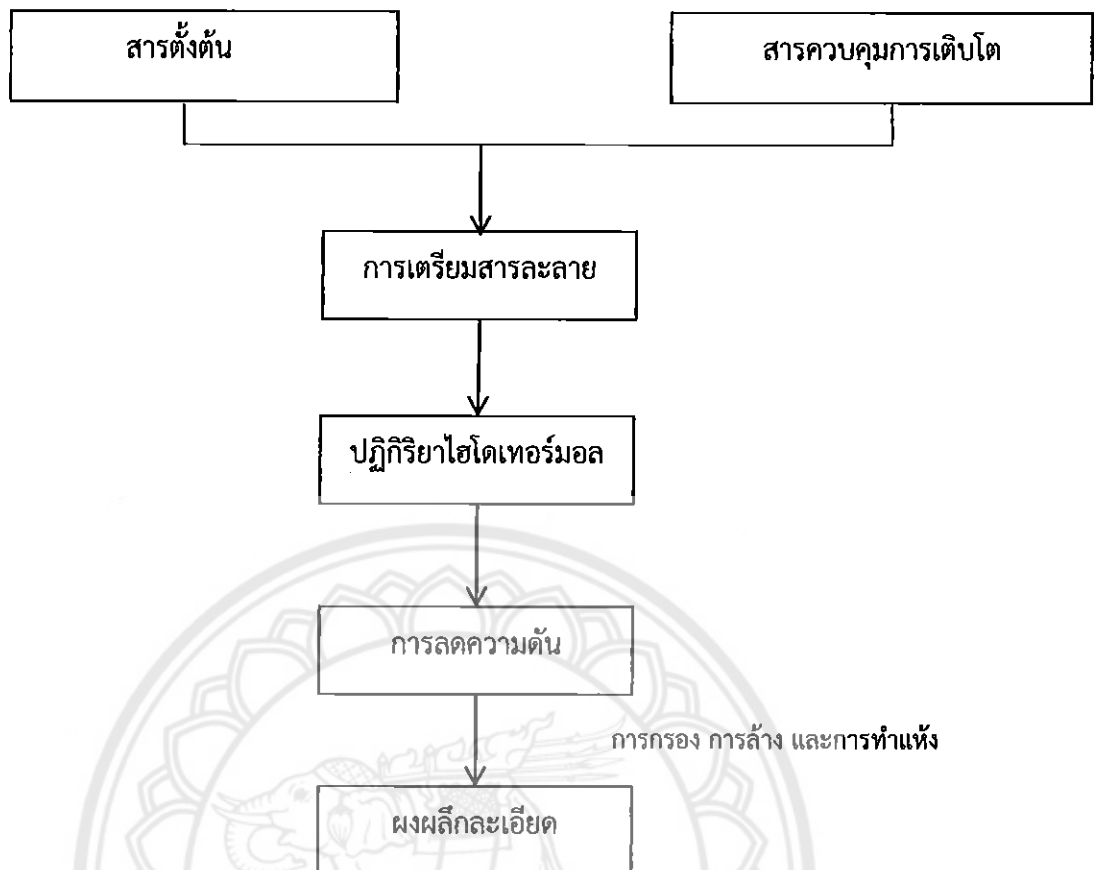 สารตั้งต้น
สารควบคุมการเติบโต
การเตรียมสารละลาย
ปฏิกิริยาไฮโดเทอร์มอล
การลดความดัน
การกรอง การล้าง และการทำแห้ง
ผงผลึกละเอียด